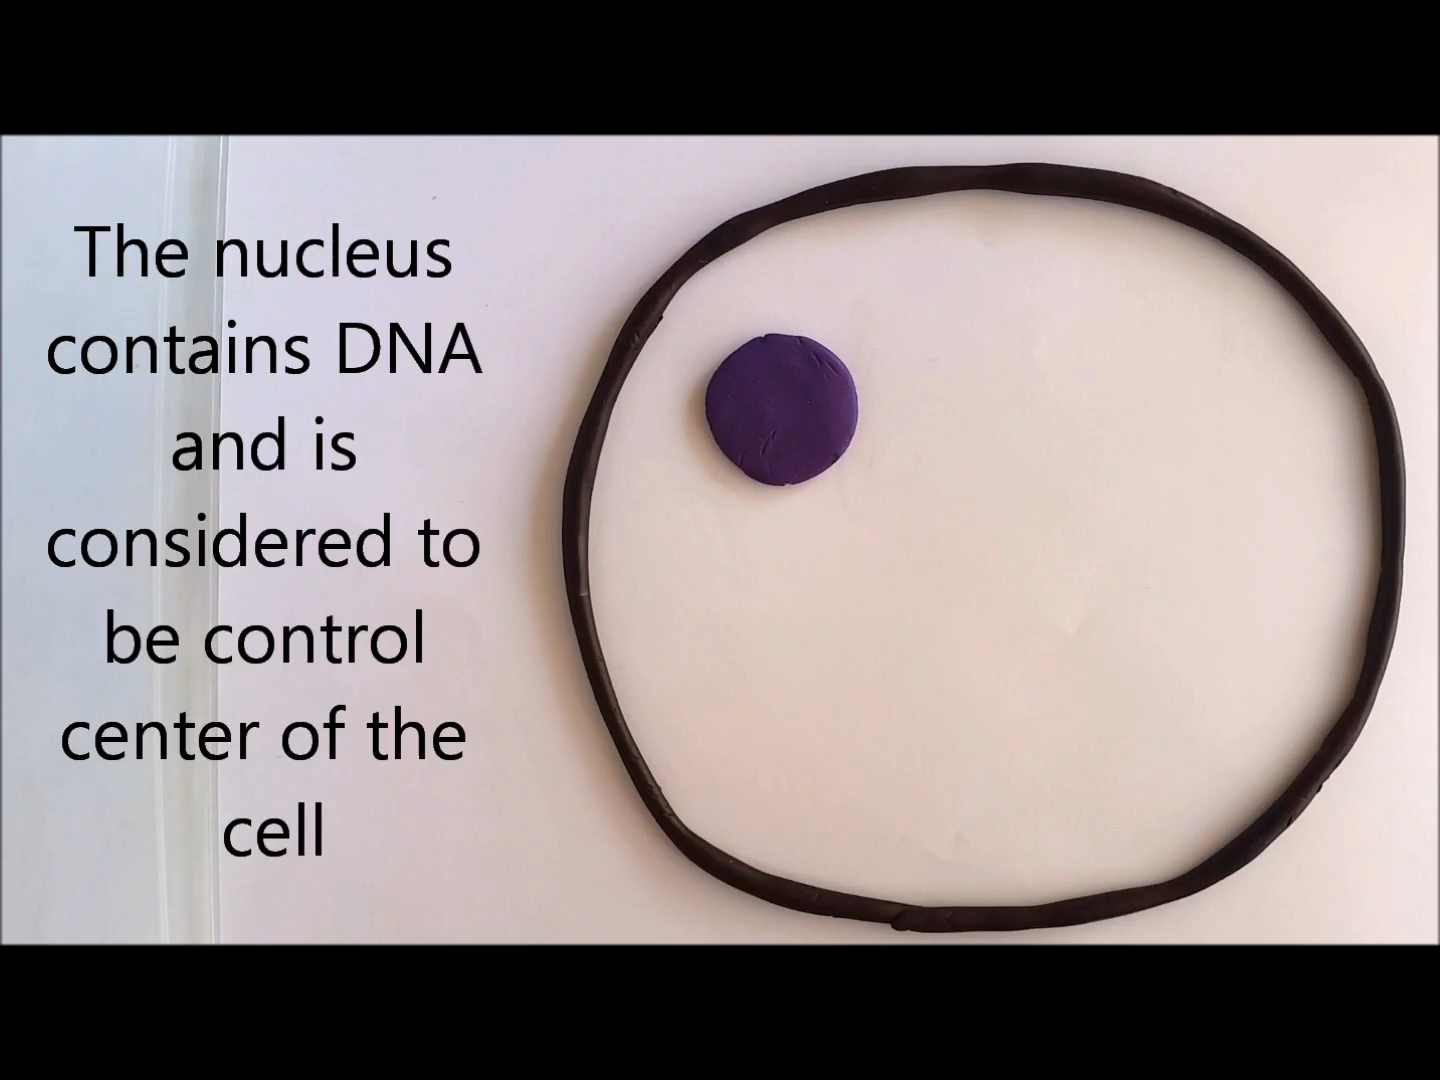 The nucleus
contains DNA
and is
considered to
be control
center of the
cell